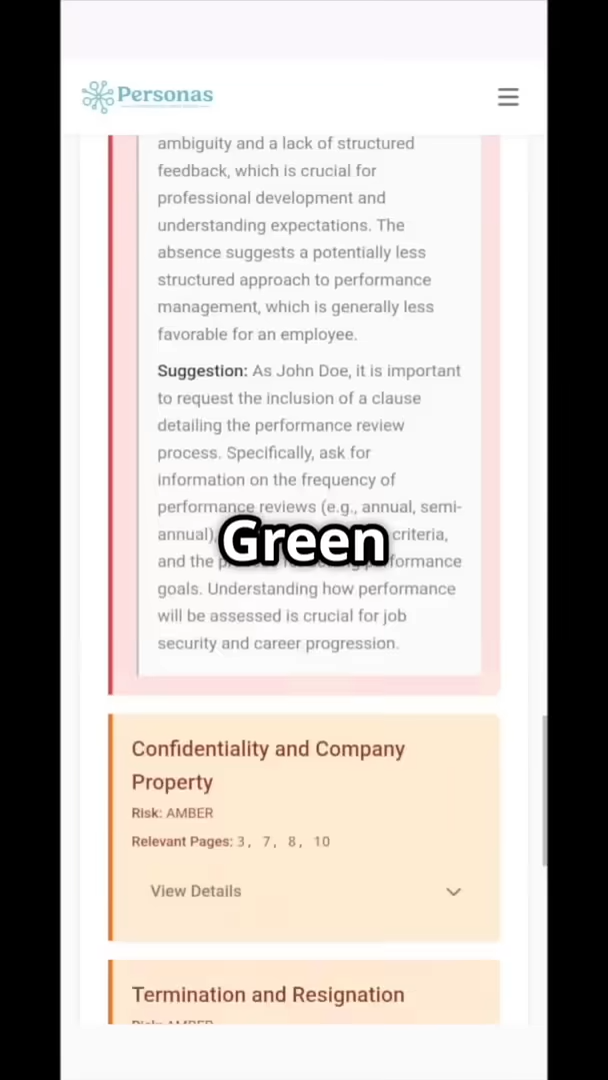 Personas
ambiguity and a lack of structured
feedback, which is crucial for
professional development and
understanding expectations. The
absence suggests a potentially less
structured approach to performance
management, which is generally less
favorable for an employee.
Suggestion: As John Doe, it is important
to request the inclusion of a clause
detailing the performance review
process. Specifically, ask for
information on the frequency of
performance reviews (e.g., annual, semi-
annual), criteria,
Green
and the performance
goals. Understanding how performance
will be assessed is crucial for job
security and career progression.
Confidentiality and Company
Property
Risk: AMBER
Relevant Pages: 3, 7, 8, 10
View Details
Termination and Resignation
Risk: AMBER